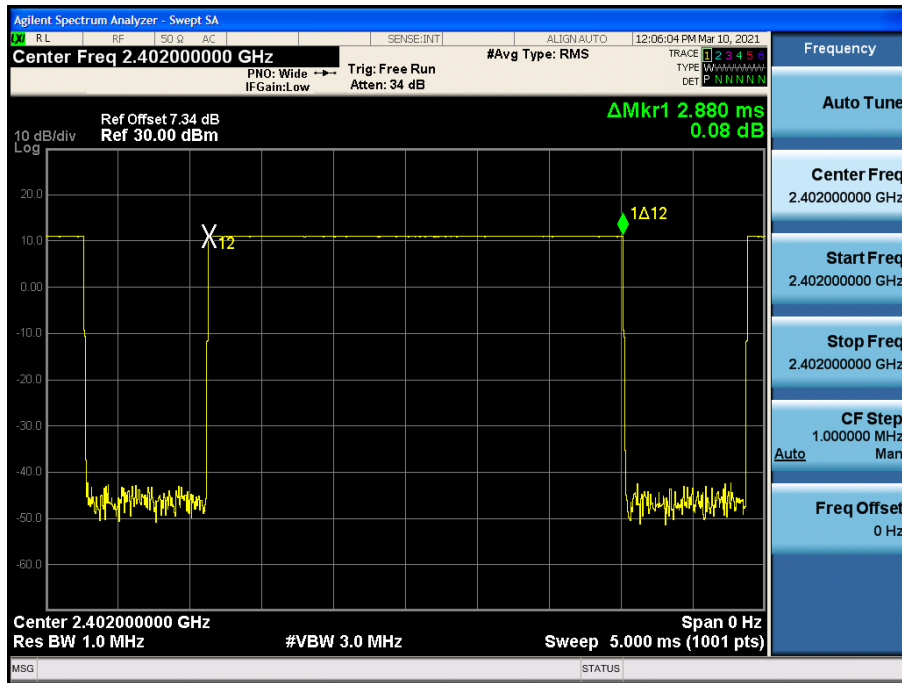 Agilent Spectrum Analyzer - Swept SA
LXI RL RF 50 Ω AC SENSE:INT ALIGN AUTO 12:06:04 PM Mar 10, 2021
Center Freq 2.402000000 GHz
PNO: Wide
IFGain:Low
Trig: Free Run
Atten: 34 dB
#Avg Type: RMS
TRACE 1 2 3 4 5 6
TYPE W
DET P N N N N N
Ref Offset 7.34 dB
10 dB/div Ref 30.00 dBm
Log
ΔMkr1 2.880 ms
0.08 dB
20.0
10.0
0.00
-10.0
-20.0
-30.0
-40.0
-50.0
-60.0
12
1Δ12
Center 2.402000000 GHz Span 0 Hz
Res BW 1.0 MHz #VBW 3.0 MHz Sweep 5.000 ms (1001 pts)
MSG STATUS
Frequency
Auto Tune
Center Freq
2.402000000 GHz
Start Freq
2.402000000 GHz
Stop Freq
2.402000000 GHz
CF Step
1.000000 MHz
Auto Man
Freq Offset
0 Hz